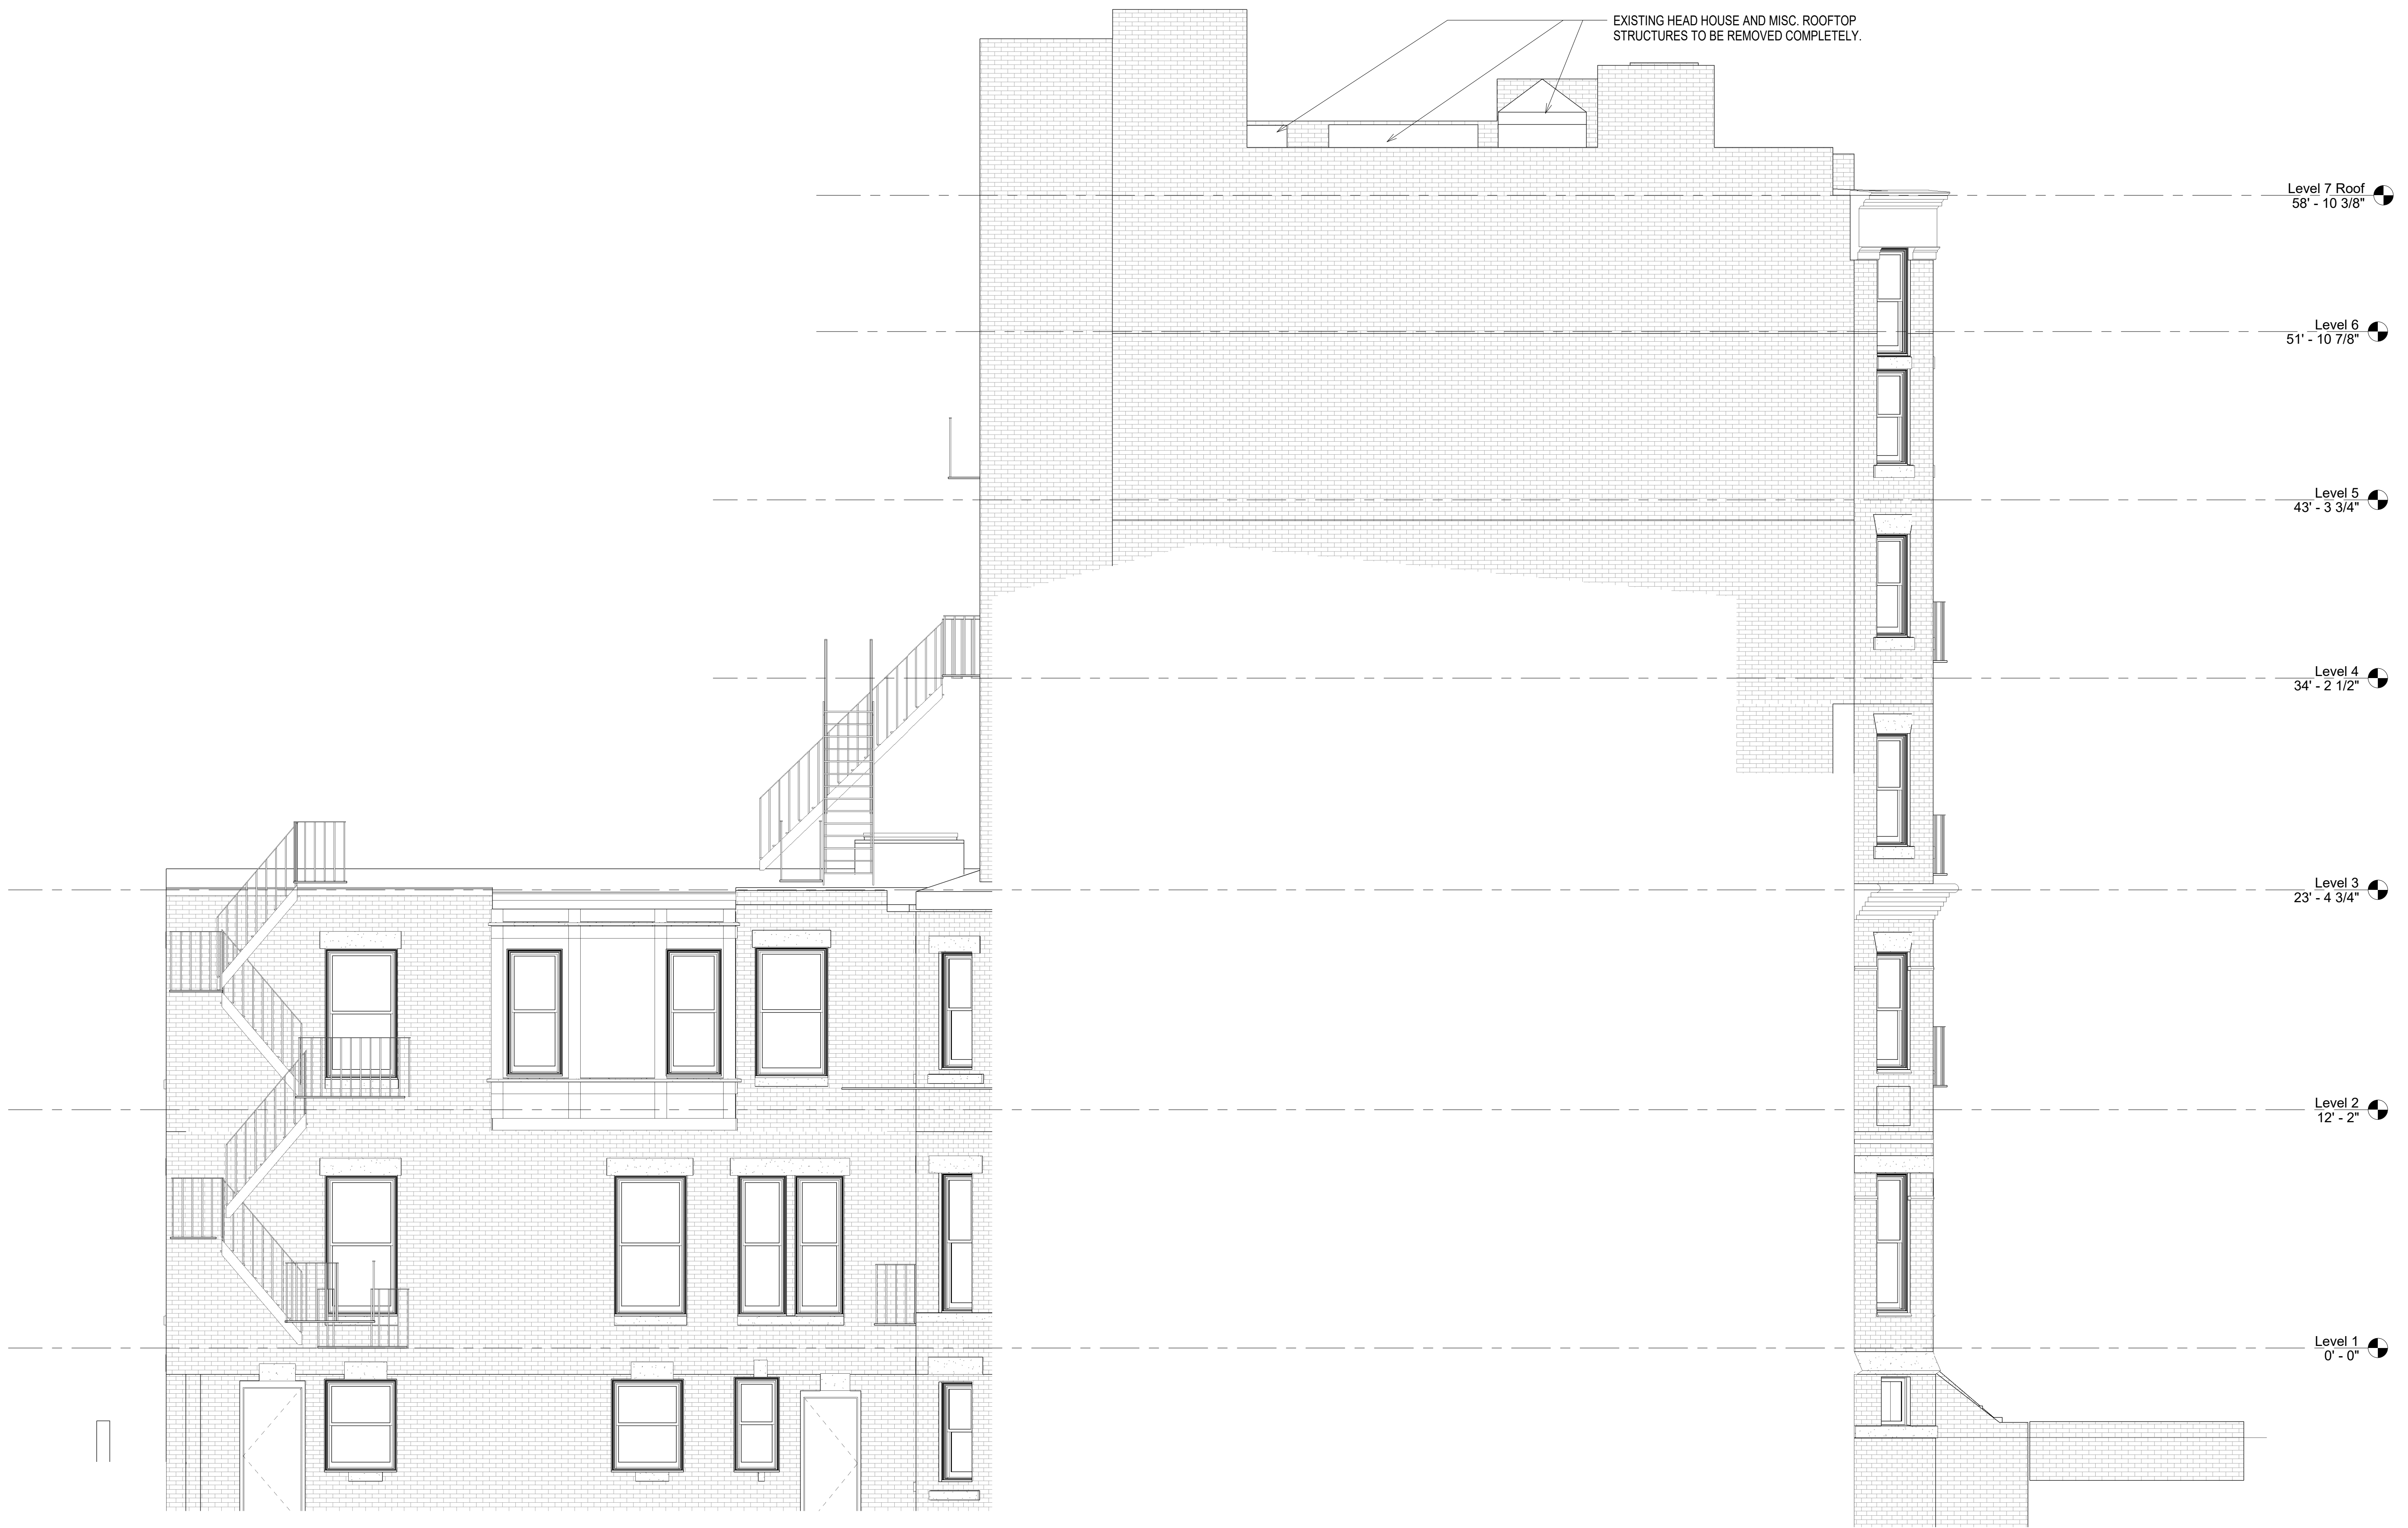 EXISTING HEAD HOUSE AND MISC. ROOFTOP
STRUCTURES TO BE REMOVED COMPLETELY.
Level 7 Roof
58' - 10 3/8"
Level 6
51' - 10 7/8"
Level 5
43' - 3 3/4"
Level 4
34' - 2 1/2"
Level 3
23' - 4 3/4"
Level 2
12' - 2"
Level 1
0' - 0"